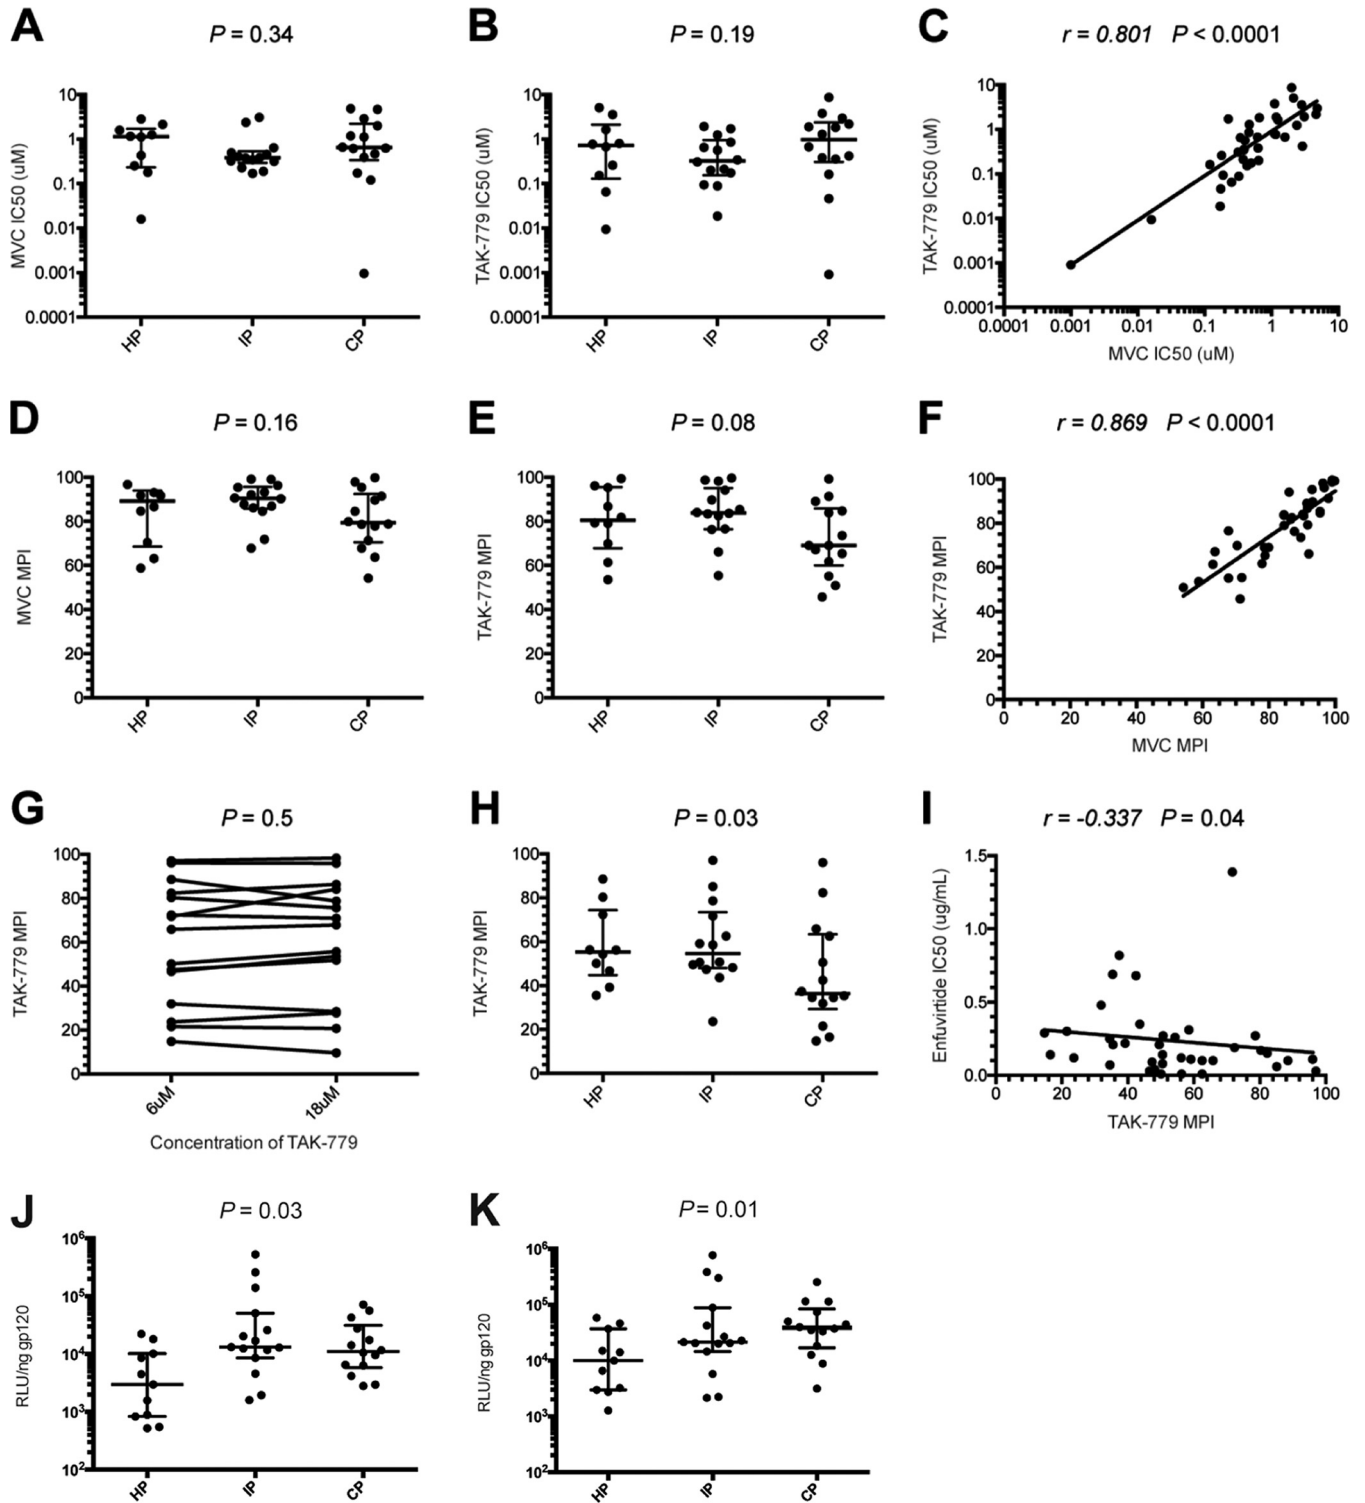 A
P = 0.34
MVC IC50 (uM)
10
1
0.1
0.01
0.001
0.0001
HP
IP
CP
B
P = 0.19
TAK-779 IC50 (uM)
10
1
0.1
0.01
0.001
0.0001
HP
IP
CP
C
r = 0.801 P < 0.0001
TAK-779 IC50 (uM)
10
1
0.1
0.01
0.001
0.0001
0.0001 0.001 0.01 0.1 1 10
MVC IC50 (uM)
D
P = 0.16
MVC MPI
100
80
60
40
20
0
HP
IP
CP
E
P = 0.08
TAK-779 MPI
100
80
60
40
20
0
HP
IP
CP
F
r = 0.869 P < 0.0001
TAK-779 MPI
100
80
60
40
20
0
0 20 40 60 80 100
MVC MPI
G
P = 0.5
TAK-779 MPI
100
80
60
40
20
0
6uM
18uM
Concentration of TAK-779
H
P = 0.03
TAK-779 MPI
100
80
60
40
20
0
HP
IP
CP
I
r = -0.337 P = 0.04
Enfuvirtide IC50 (ug/mL)
1.5
1.0
0.5
0.0
0 20 40 60 80 100
TAK-779 MPI
J
P = 0.03
RLU/ng gp120
10⁶
10⁵
10⁴
10³
10²
HP
IP
CP
K
P = 0.01
RLU/ng gp120
10⁶
10⁵
10⁴
10³
10²
HP
IP
CP